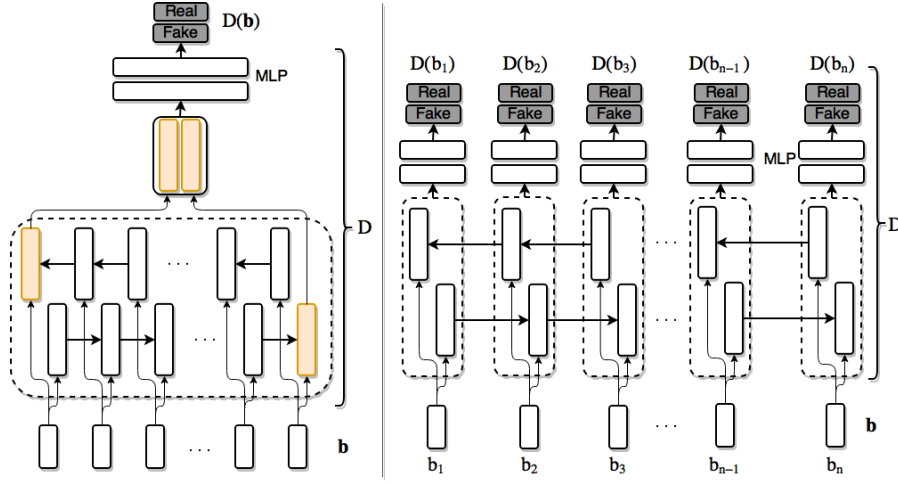 Real
Fake
D(b)
MLP
D
b
D(b₁) D(b₂) D(b₃) D(bₙ₋₁) D(bₙ)
Real Real Real Real Real
Fake Fake Fake Fake Fake
MLP
D
. . .
. . .
b
b₁ b₂ b₃ . . . bₙ₋₁ bₙ